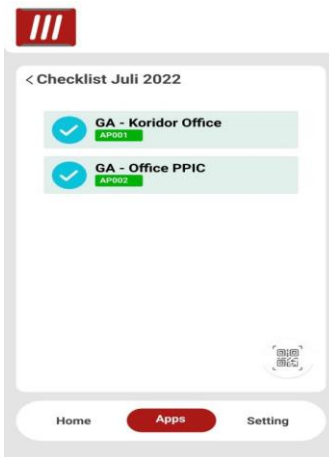 < Checklist Juli 2022
GA - Koridor Office
AP001
GA - Office PPIC
AP002
Home Apps Setting